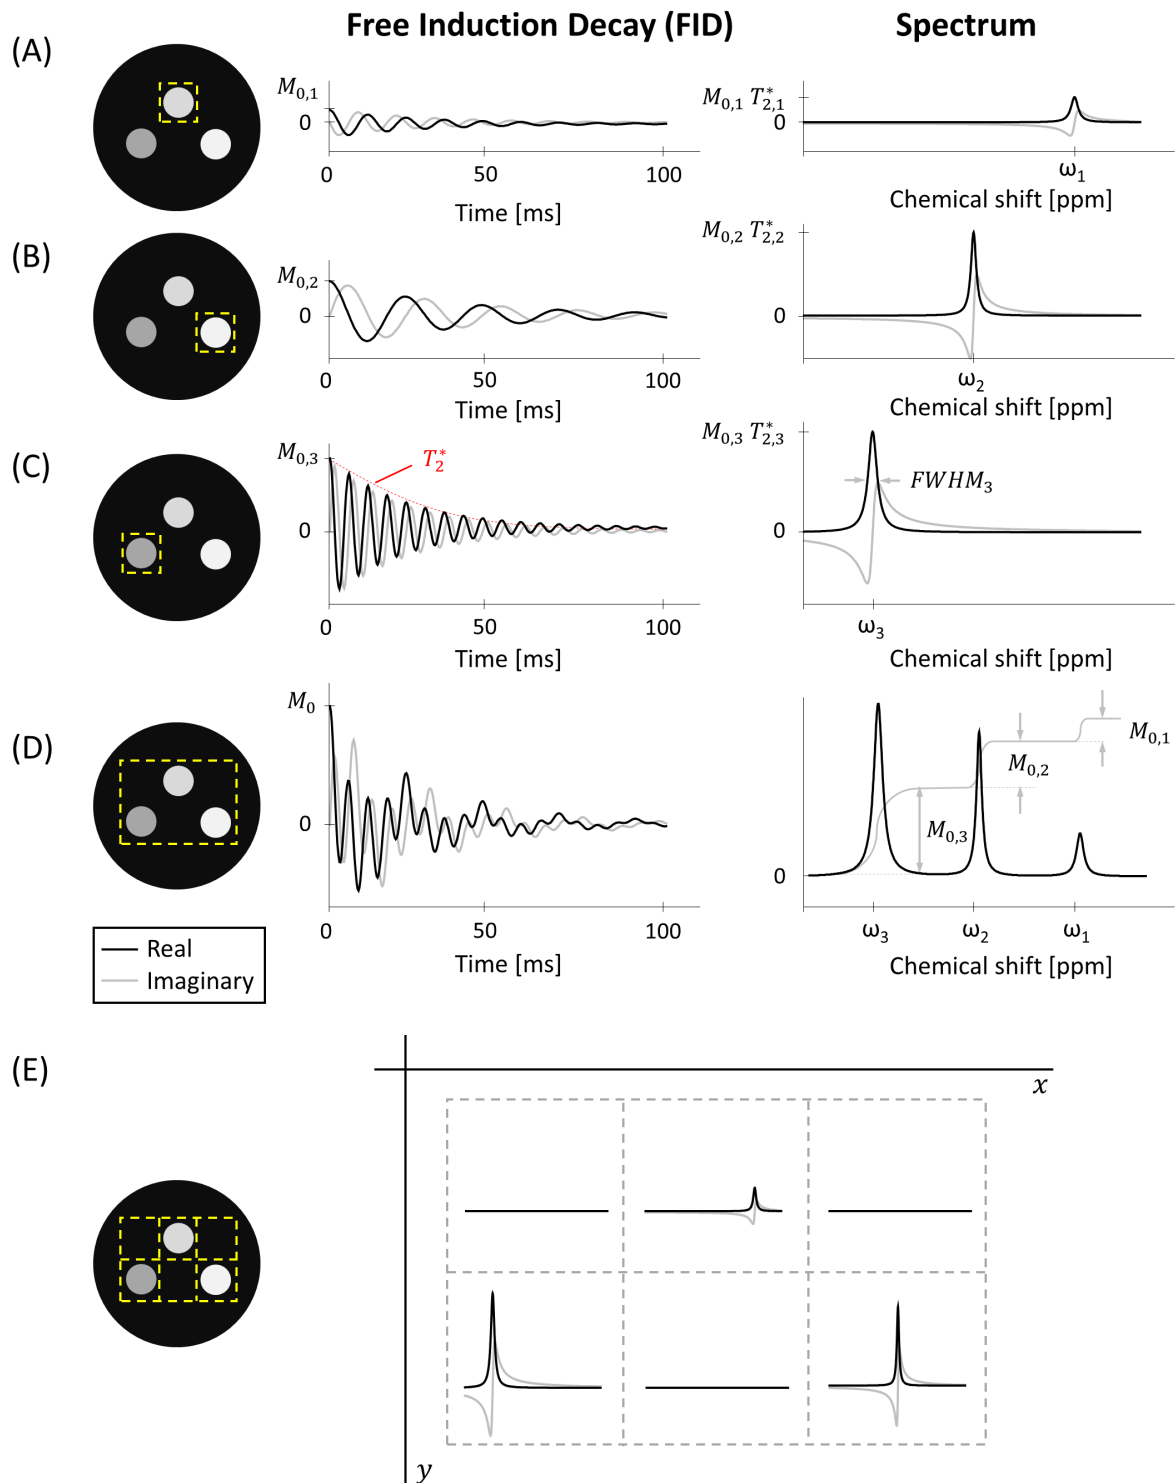 Free Induction Decay (FID) Spectrum
(A)
M0,1
0
0 50 100
Time [ms]
M0,1 T*2,1
0
ω1
Chemical shift [ppm]
(B)
M0,2
0
0 50 100
Time [ms]
M0,2 T*2,2
0
ω2
Chemical shift [ppm]
(C)
M0,3
T*2
0
0 50 100
Time [ms]
M0,3 T*2,3
FWHM3
0
ω3
Chemical shift [ppm]
(D)
M0
0
0 50 100
Time [ms]
M0,1
M0,2
M0,3
0
ω3 ω2 ω1
Chemical shift [ppm]
Real
Imaginary
(E)
x
y